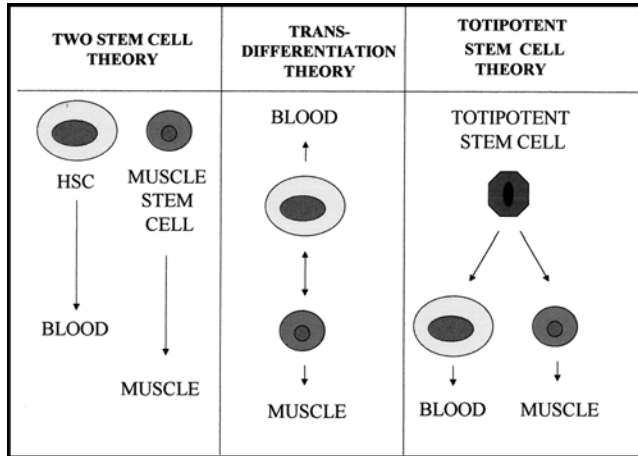 TWO STEM CELL
THEORY
TRANS-
DIFFERENTIATION
THEORY
TOTIPOTENT
STEM CELL
THEORY
HSC
MUSCLE
STEM
CELL
BLOOD
MUSCLE
BLOOD
MUSCLE
TOTIPOTENT
STEM CELL
BLOOD
MUSCLE